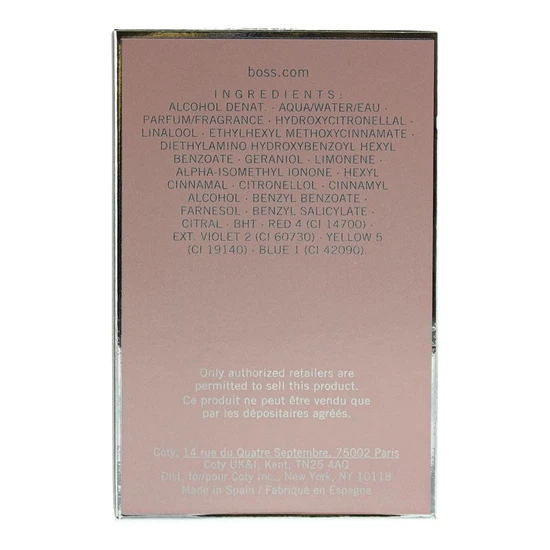 boss.com
INGREDIENTS:
ALCOHOL DENAT. · AQUA/WATER/EAU ·
PARFUM/FRAGRANCE · HYDROXYCITRONELLAL ·
LINALOOL · ETHYLHEXYL METHOXYCINNAMATE ·
DIETHYLAMINO HYDROXYBENZOYL HEXYL
BENZOATE · GERANIOL · LIMONENE ·
ALPHA-ISOMETHYL IONONE · HEXYL
CINNAMAL · CITRONELLOL · CINNAMYL
ALCOHOL · BENZYL BENZOATE ·
FARNESOL · BENZYL SALICYLATE ·
CITRAL · BHT · RED 4 (CI 14700) ·
EXT. VIOLET 2 (CI 60730) · YELLOW 5
(CI 19140) · BLUE 1 (CI 42090).
Only authorized retailers are
permitted to sell this product.
Ce produit ne peut être vendu que
par les dépositaires agréés.
Coty, 14 rue du Quatre Septembre, 75002 Paris
Coty UK&I, Kent, TN25 4AQ
Dist. for/pour Coty Inc., New York, NY 10118
Made in Spain / Fabriqué en Espagne